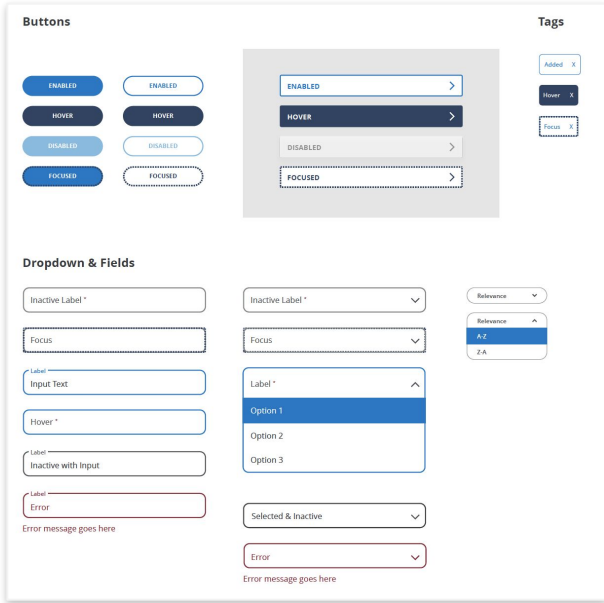 Buttons
Tags
ENABLED
ENABLED
HOVER
HOVER
DISABLED
DISABLED
FOCUSED
FOCUSED
ENABLED
HOVER
DISABLED
FOCUSED
Added X
Hover X
Focus X
Dropdown & Fields
Inactive Label *
Focus
Label
Input Text
Hover *
Label
Inactive with Input
Label
Error
Error message goes here
Inactive Label *
Focus
Label *
Option 1
Option 2
Option 3
Selected & Inactive
Error
Error message goes here
Relevance
Relevance
A-Z
Z-A